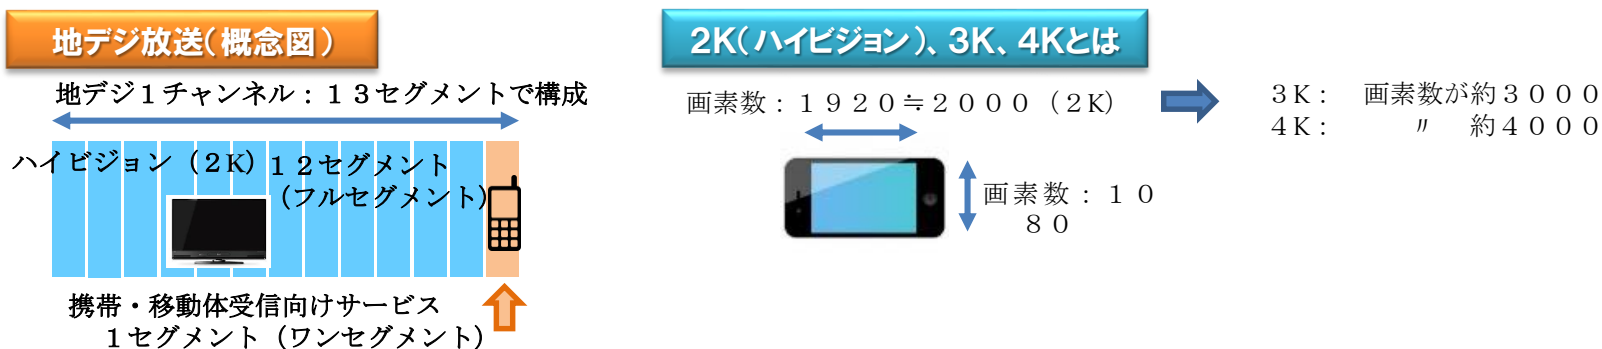 地デジ放送(概念図)
地デジ１チャンネル：１３セグメントで構成
ハイビジョン（２K）１２セグメント
（フルセグメント）
携帯・移動体受信向けサービス
１セグメント（ワンセグメント）
２K(ハイビジョン)、３K、４Kとは
画素数：１９２０≒２０００（２K）
画素数：１０
８０
３K：　画素数が約３０００
４K：　　〃　約４０００